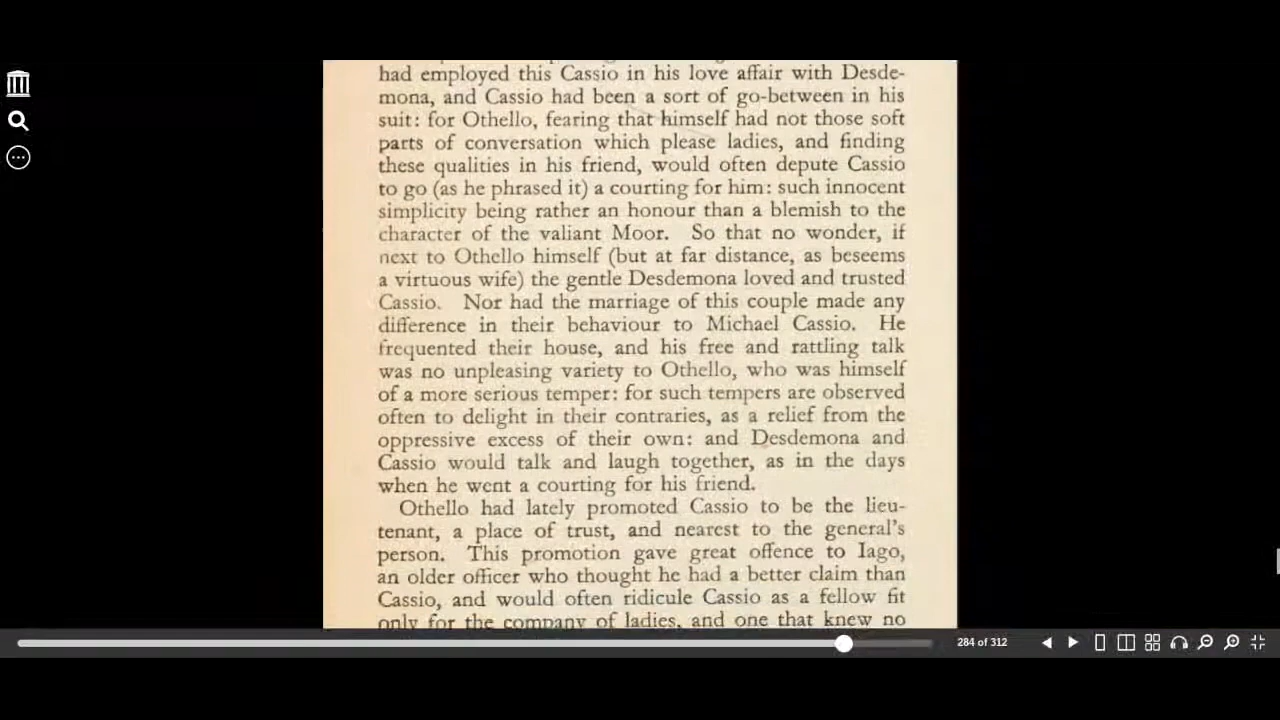 had employed this Cassio in his love affair with Desde-
mona, and Cassio had been a sort of go-between in his
suit: for Othello, fearing that himself had not those soft
parts of conversation which please ladies, and finding
these qualities in his friend, would often depute Cassio
to go (as he phrased it) a courting for him: such innocent
simplicity being rather an honour than a blemish to the
character of the valiant Moor. So that no wonder, if
next to Othello himself (but at far distance, as beseems
a virtuous wife) the gentle Desdemona loved and trusted
Cassio. Nor had the marriage of this couple made any
difference in their behaviour to Michael Cassio. He
frequented their house, and his free and rattling talk
was no unpleasing variety to Othello, who was himself
of a more serious temper: for such tempers are observed
often to delight in their contraries, as a relief from the
oppressive excess of their own: and Desdemona and
Cassio would talk and laugh together, as in the days
when he went a courting for his friend.
Othello had lately promoted Cassio to be the lieu-
tenant, a place of trust, and nearest to the general's
person. This promotion gave great offence to Iago,
an older officer who thought he had a better claim than
Cassio, and would often ridicule Cassio as a fellow fit
only for the company of ladies, and one that knew no
284 of 312